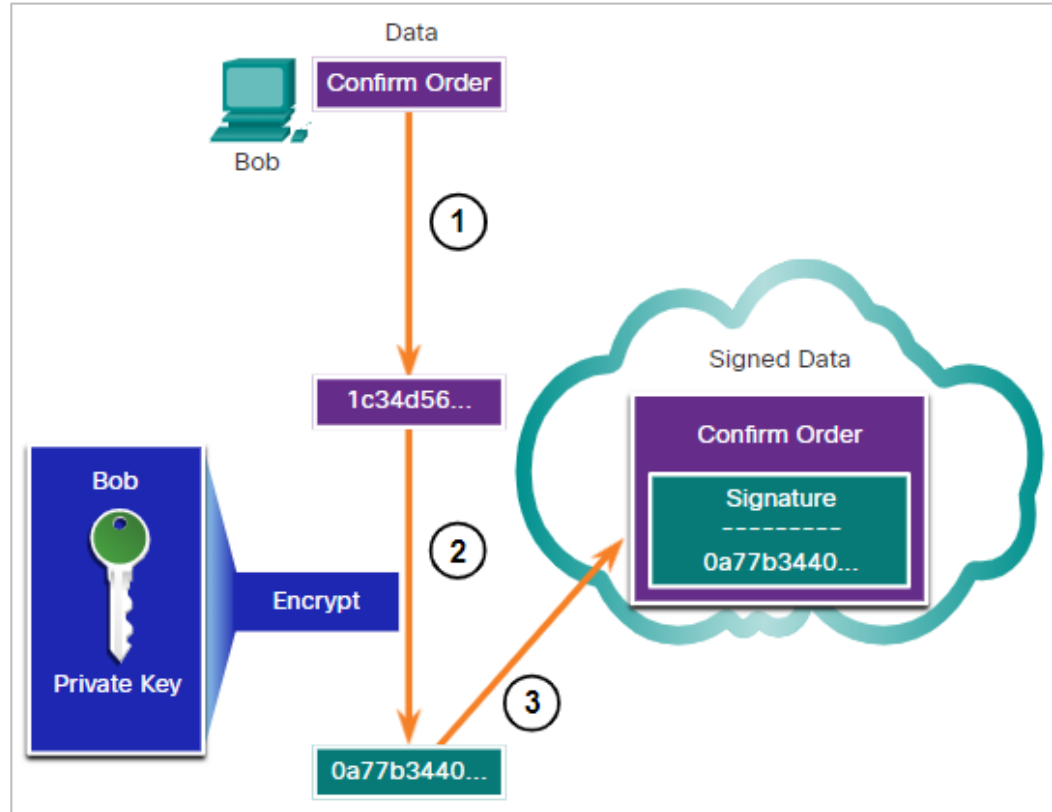 Data
Confirm Order
Bob
1
1c34d56...
Signed Data
Confirm Order
Signature
---------
0a77b3440...
Bob
Private Key
Encrypt
2
3
0a77b3440...